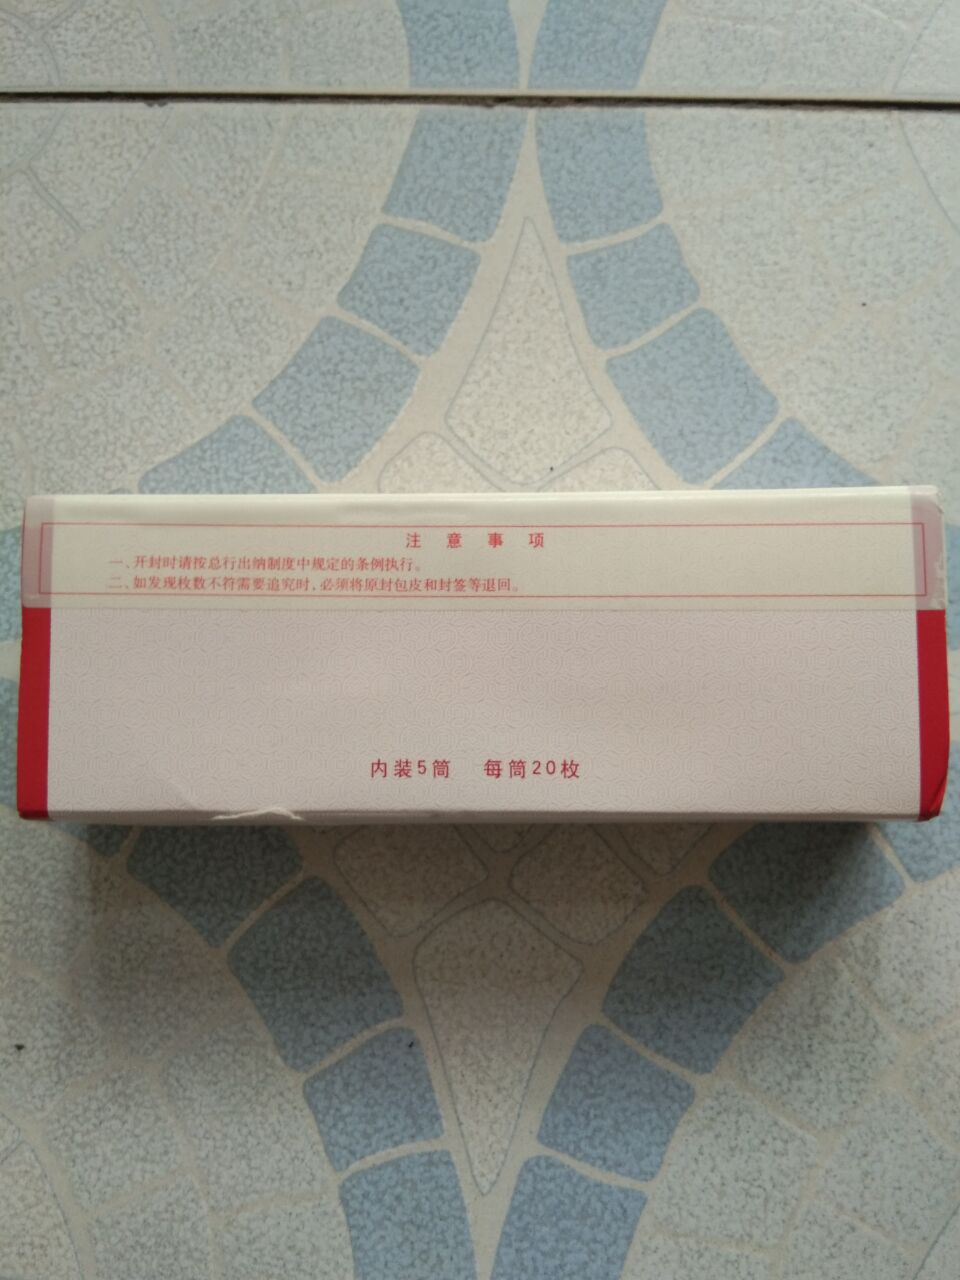 注意事项
一、开封时请按总行出纳制度中规定的条例执行。
二、如发现枚数不符需要追究时,必须将原封包皮和封签等退回。
内装5筒 每筒20枚